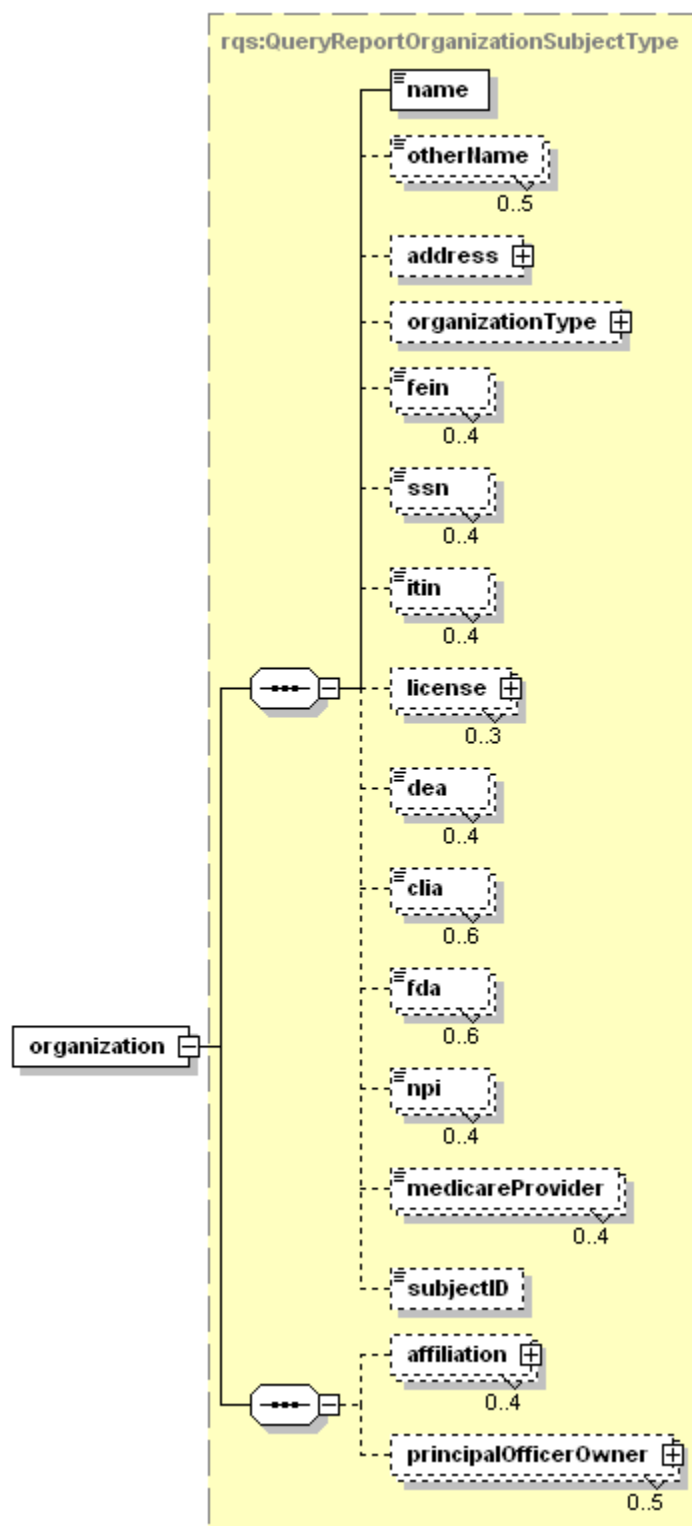 rqs:QueryReportOrganizationSubjectType
name
otherName
0..5
address
organizationType
fein
0..4
ssn
0..4
itin
0..4
license
0..3
dea
0..4
clia
0..6
fda
0..6
organization
npi
0..4
medicareProvider
0..4
subjectID
affiliation
0..4
principalOfficerOwner
0..5